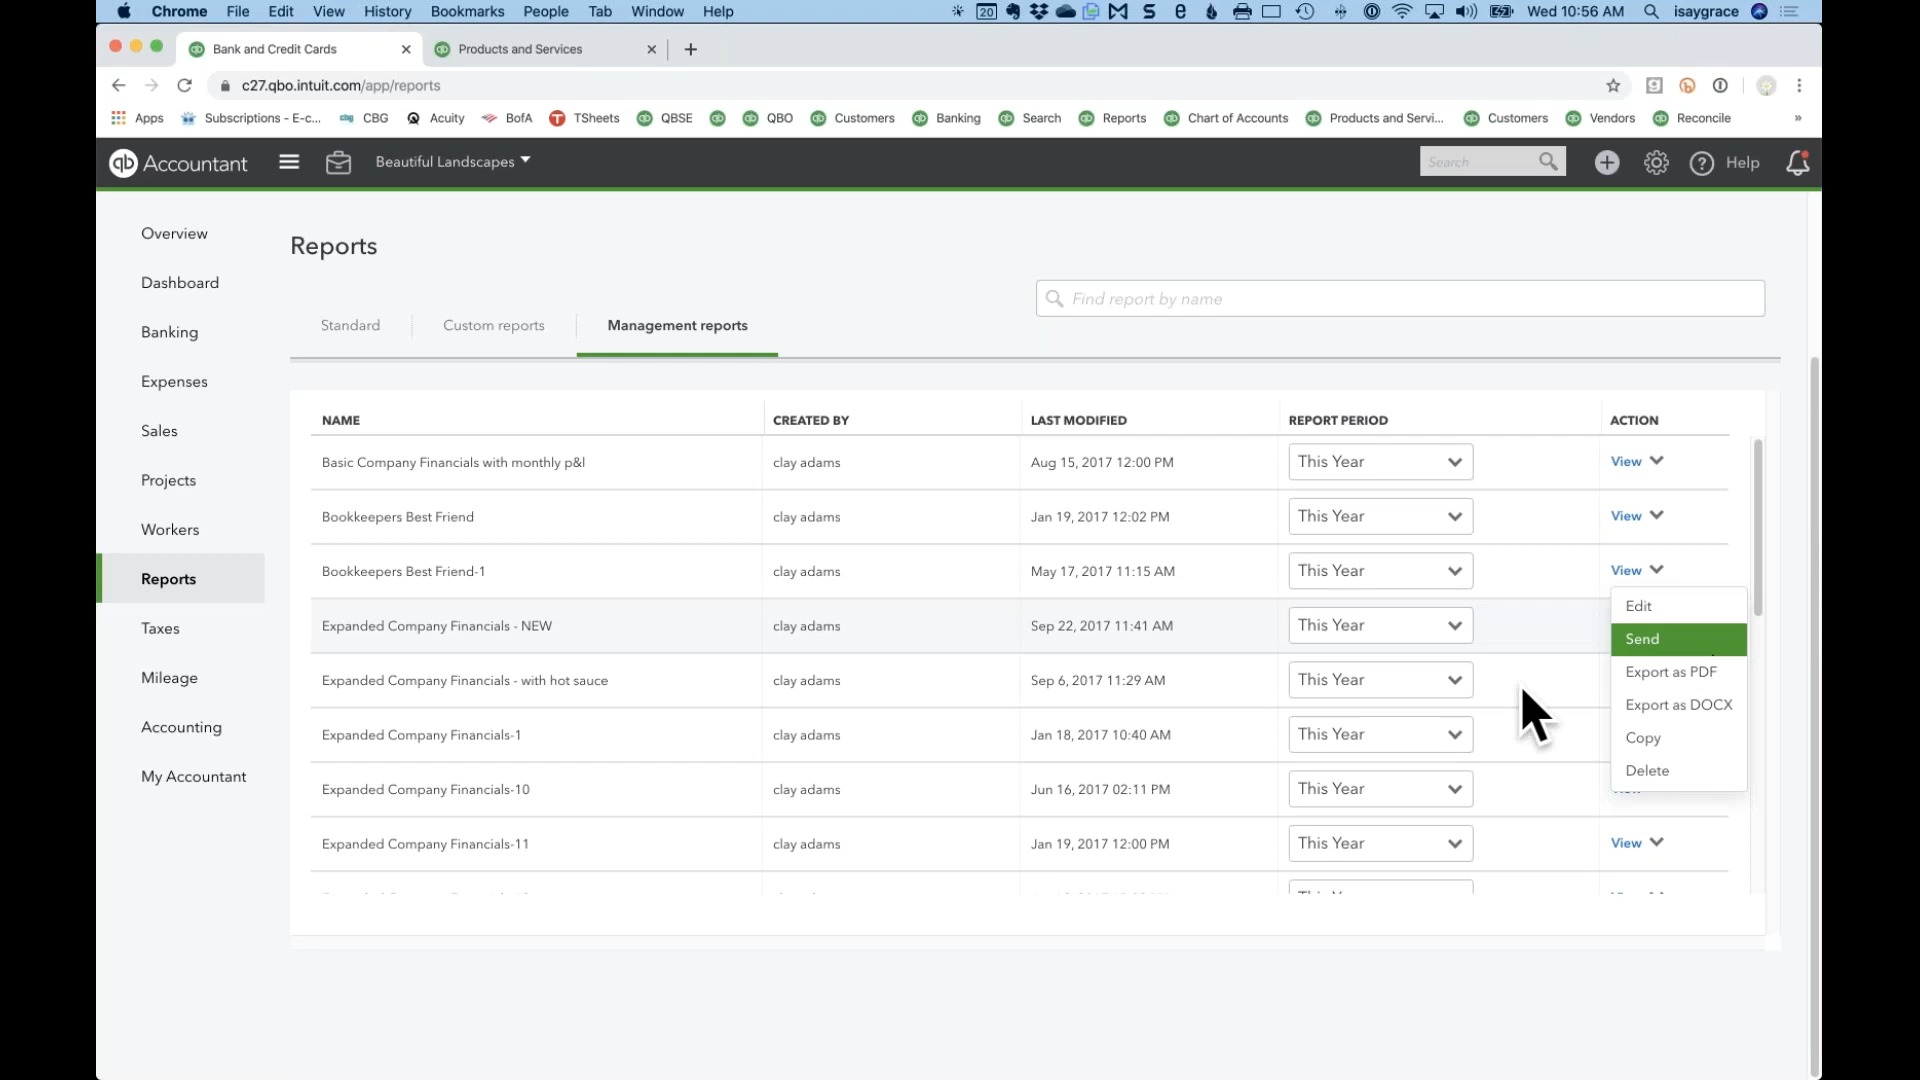 Chrome File Edit View History Bookmarks People Tab Window Help 20 Wed 10:56 AM isaygrace
Bank and Credit Cards Products and Services
c27.qbo.intuit.com/app/reports
Apps Subscriptions - E-c... CBG Acuity BofA TSheets QBSE QBO Customers Banking Search Reports Chart of Accounts Products and Servi... Customers Vendors Reconcile »
qb Accountant Beautiful Landscapes Search Help
Overview
Dashboard
Banking
Expenses
Sales
Projects
Workers
Reports
Taxes
Mileage
Accounting
My Accountant
Reports
Find report by name
Standard Custom reports Management reports
NAME CREATED BY LAST MODIFIED REPORT PERIOD ACTION
Basic Company Financials with monthly p&l clay adams Aug 15, 2017 12:00 PM This Year View
Bookkeepers Best Friend clay adams Jan 19, 2017 12:02 PM This Year View
Bookkeepers Best Friend-1 clay adams May 17, 2017 11:15 AM This Year View
Expanded Company Financials - NEW clay adams Sep 22, 2017 11:41 AM This Year
Expanded Company Financials - with hot sauce clay adams Sep 6, 2017 11:29 AM This Year
Expanded Company Financials-1 clay adams Jan 18, 2017 10:40 AM This Year
Expanded Company Financials-10 clay adams Jun 16, 2017 02:11 PM This Year
Expanded Company Financials-11 clay adams Jan 19, 2017 12:00 PM This Year View
Edit
Send
Export as PDF
Export as DOCX
Copy
Delete